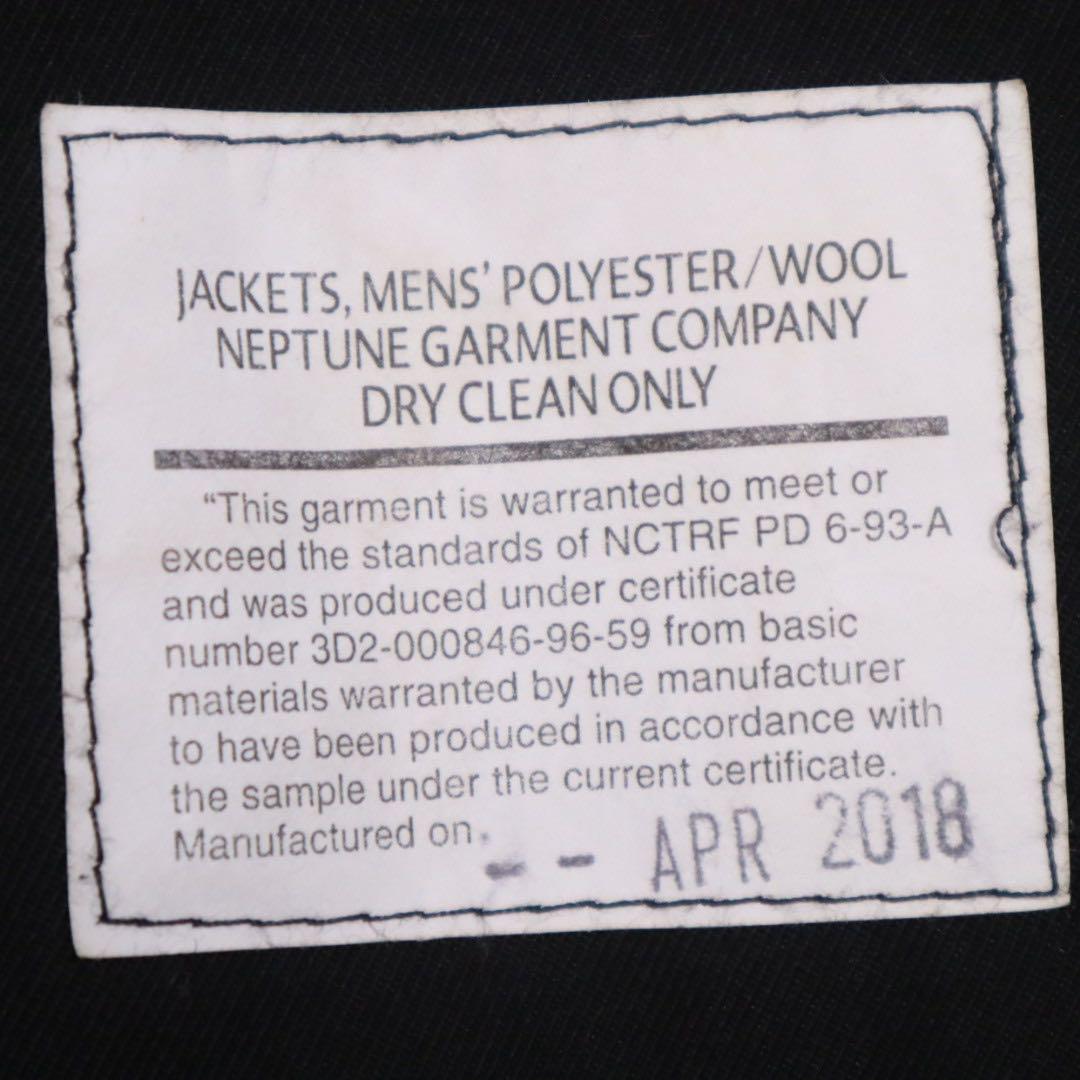 JACKETS, MENS' POLYESTER/WOOL
NEPTUNE GARMENT COMPANY
DRY CLEAN ONLY
“This garment is warranted to meet or
exceed the standards of NCTRF PD 6-93-A
and was produced under certificate
number 3D2-000846-96-59 from basic
materials warranted by the manufacturer
to have been produced in accordance with
the sample under the current certificate.
Manufactured on. - - APR 2018